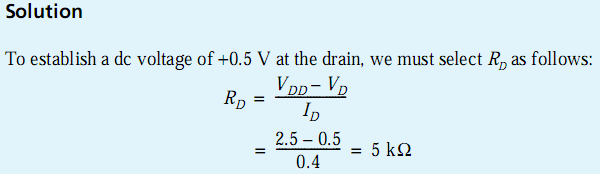 Solution
To establish a dc voltage of +0.5 V at the drain, we must select R_D as follows:
R_D = (V_DD – V_D) / I_D
= (2.5 – 0.5) / 0.4 = 5 kΩ